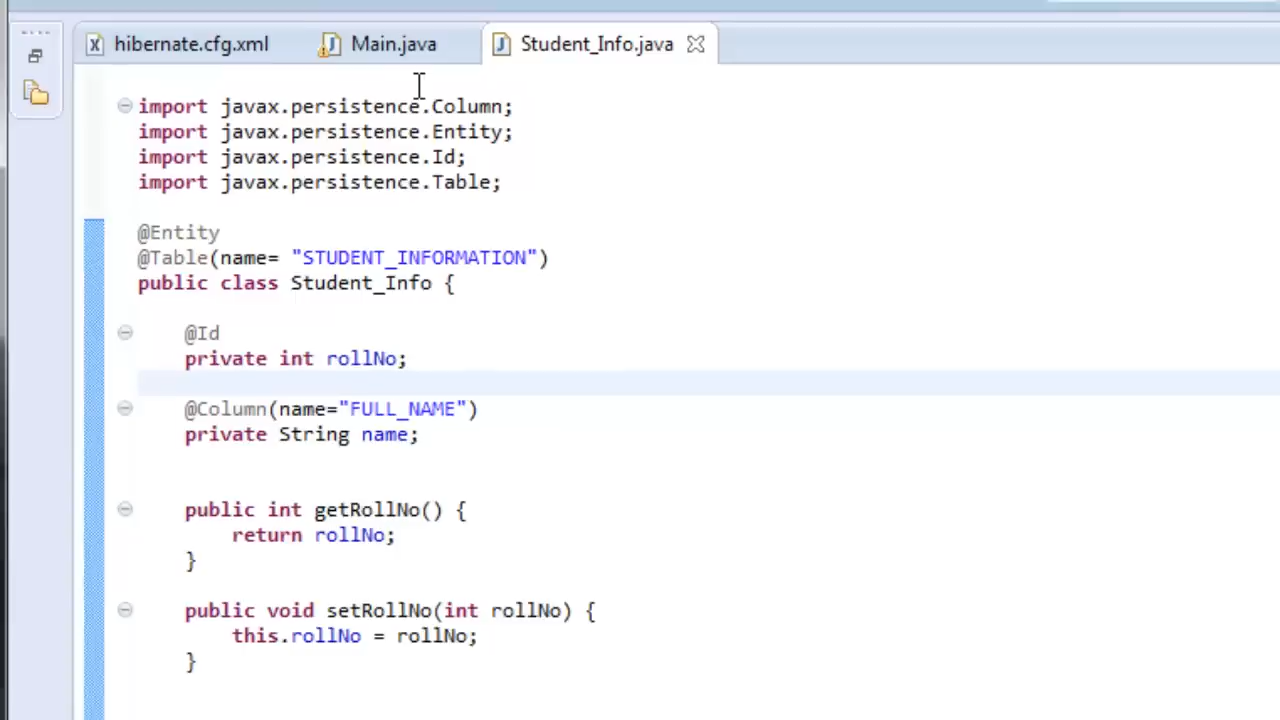 hibernate.cfg.xml Main.java Student_Info.java
import javax.persistence.Column;
import javax.persistence.Entity;
import javax.persistence.Id;
import javax.persistence.Table;
@Entity
@Table(name= "STUDENT_INFORMATION")
public class Student_Info {
@Id
private int rollNo;
@Column(name="FULL_NAME")
private String name;
public int getRollNo() {
return rollNo;
}
public void setRollNo(int rollNo) {
this.rollNo = rollNo;
}